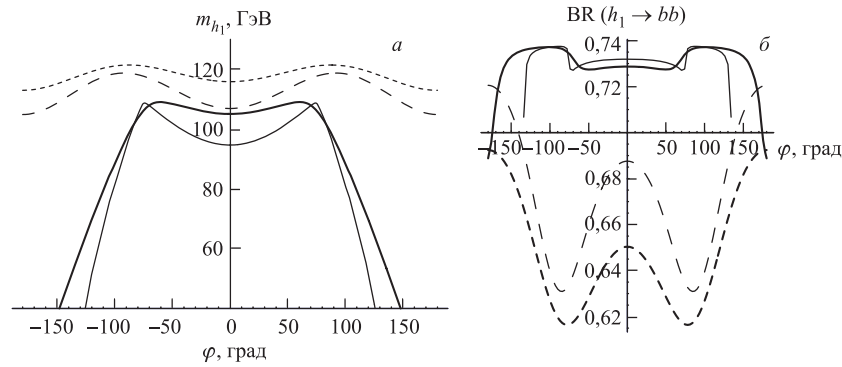 m_{h_1}, ГэВ
а
120
100
80
60
−150 −100 −50 0 50 100 150
φ, град
BR (h_1 → bb)
б
0,74
0,72
−150 −100 −50 0 50 100 150 φ, град
0,68
0,66
0,64
0,62